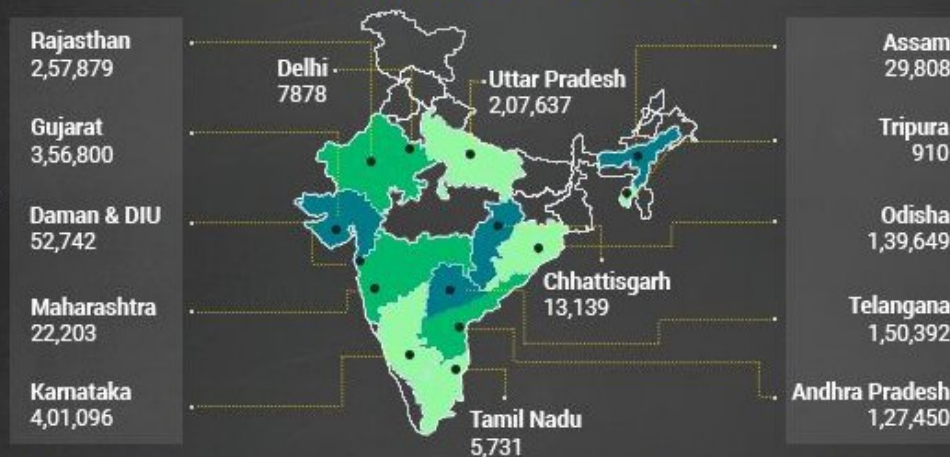 Rajasthan
2,57,879
Gujarat
3,56,800
Daman & DIU
52,742
Maharashtra
22,203
Karnataka
4,01,096
Delhi
7878
Uttar Pradesh
2,07,637
Chhattisgarh
13,139
Tamil Nadu
5,731
Assam
29,808
Tripura
910
Odisha
1,39,649
Telangana
1,50,392
Andhra Pradesh
1,27,450